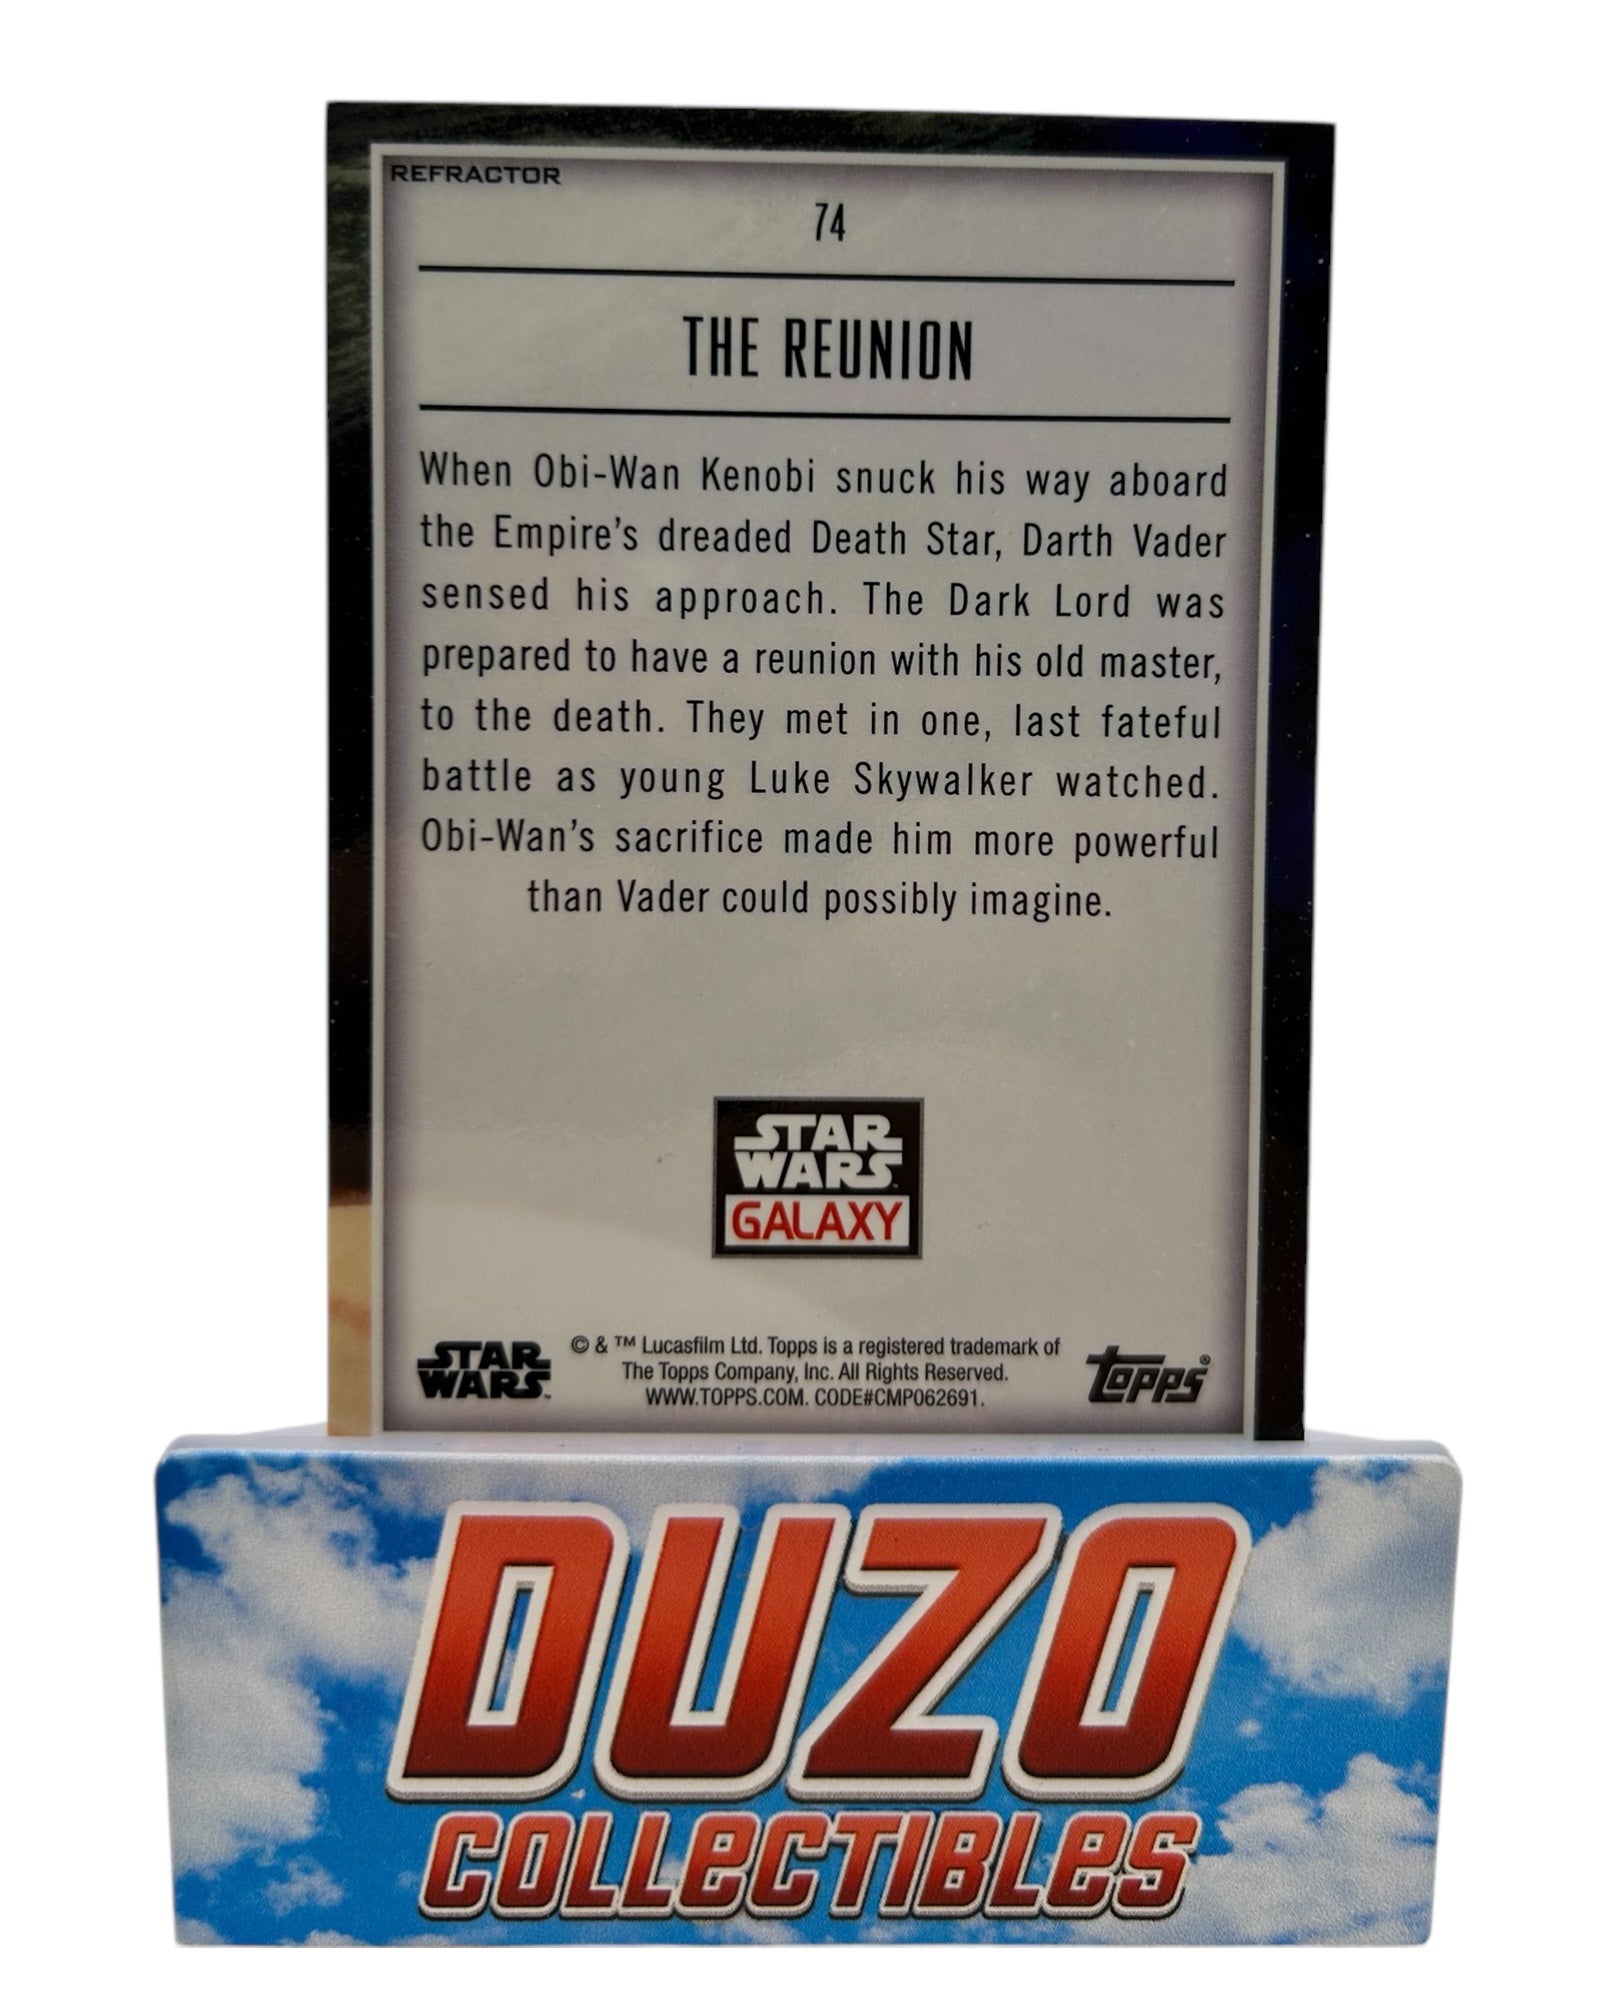 REFRACTOR
74
THE REUNION
When Obi-Wan Kenobi snuck his way aboard
the Empire's dreaded Death Star, Darth Vader
sensed his approach. The Dark Lord was
prepared to have a reunion with his old master,
to the death. They met in one, last fateful
battle as young Luke Skywalker watched.
Obi-Wan's sacrifice made him more powerful
than Vader could possibly imagine.
STAR
WARS
GALAXY
STAR
WARS
© & ™ Lucasfilm Ltd. Topps is a registered trademark of
The Topps Company, Inc. All Rights Reserved.
WWW.TOPPS.COM. CODE#CMP062691.
topps®
DUZO
COLLECTIBLES